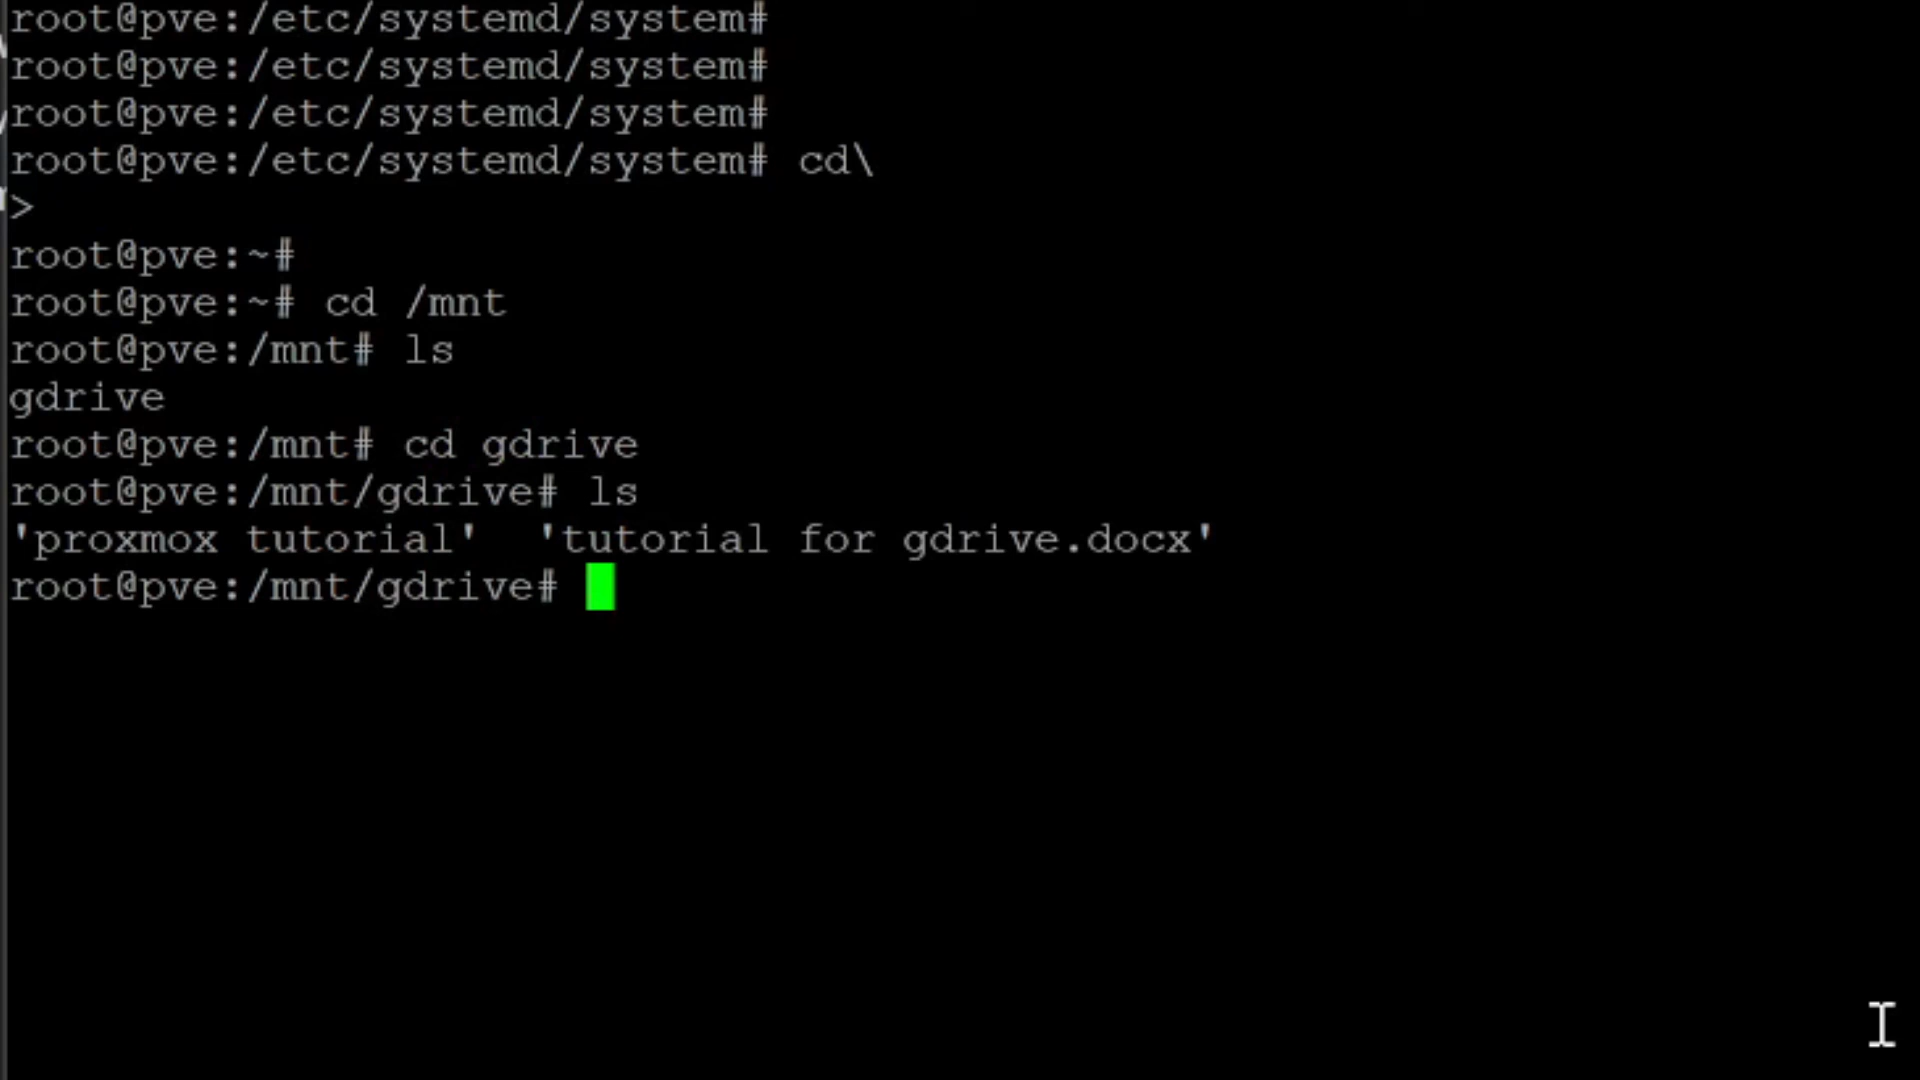 root@pve:/etc/systemd/system#
root@pve:/etc/systemd/system#
root@pve:/etc/systemd/system#
root@pve:/etc/systemd/system# cd\
>
root@pve:~#
root@pve:~# cd /mnt
root@pve:/mnt# ls
gdrive
root@pve:/mnt# cd gdrive
root@pve:/mnt/gdrive# ls
'proxmox tutorial'  'tutorial for gdrive.docx'
root@pve:/mnt/gdrive#